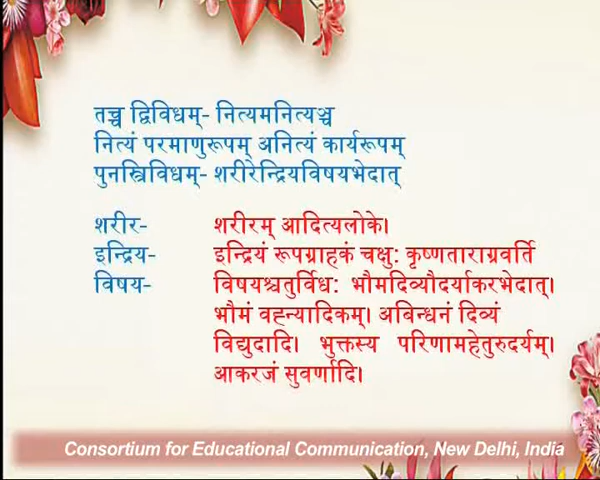 तच्च द्विविधम्- नित्यमनित्यञ्च
नित्यं परमाणुरूपम् अनित्यं कार्यरूपम्
पुनस्त्रिविधम्- शरीरेन्द्रियविषयभेदात्
शरीर- शरीरम् आदित्यलोके।
इन्द्रिय- इन्द्रियं रूपग्राहकं चक्षु: कृष्णताराग्रवर्ति
विषय- विषयश्चतुर्विध: भौमदिव्यौदर्याकरभेदात्।
भौमं वह्न्यादिकम्। अबिन्धनं दिव्यं
विद्युदादि। भुक्तस्य परिणामहेतुरुदर्यम्।
आकरजं सुवर्णादि।
Consortium for Educational Communication, New Delhi, India